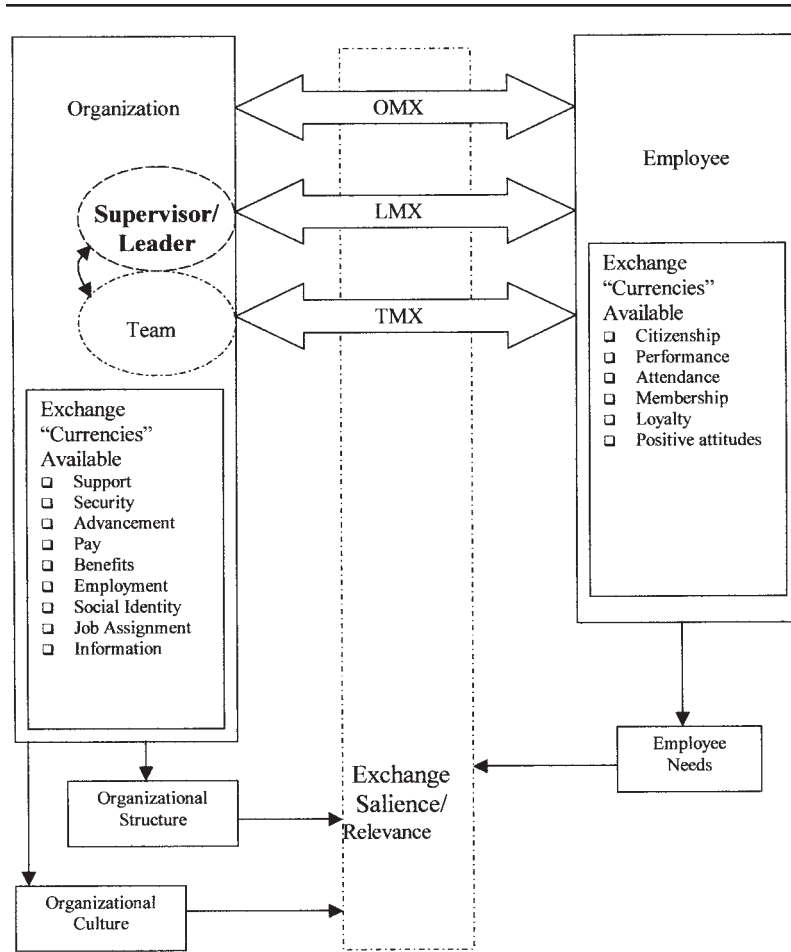 Organization
OMX
Employee
Supervisor/
Leader
LMX
Team
TMX
Exchange
“Currencies”
Available
❑ Citizenship
❑ Performance
❑ Attendance
❑ Membership
❑ Loyalty
❑ Positive attitudes
Exchange
“Currencies”
Available
❑ Support
❑ Security
❑ Advancement
❑ Pay
❑ Benefits
❑ Employment
❑ Social Identity
❑ Job Assignment
❑ Information
Employee
Needs
Organizational
Structure
Exchange
Salience/
Relevance
Organizational
Culture